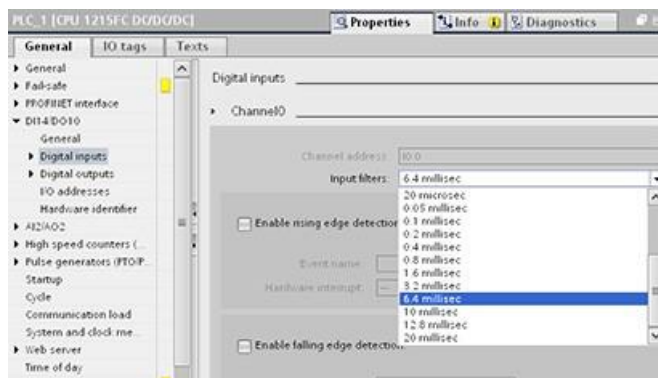 PLC_1 [CPU 1215FC DC/DC/DC]
Properties
Info
Diagnostics
General
IO tags
Texts
General
Fail-safe
PROFINET interface
DI14/DO10
General
Digital inputs
Digital outputs
I/O addresses
Hardware identifier
AI2/AO2
High speed counters (...
Pulse generators (PTO/P...
Startup
Cycle
Communication load
System and clock me...
Web server
Time of day
Digital inputs
Channel0
Channel address:
I0.0
Input filters:
6.4 millisec
20 microsec
0.05 millisec
0.1 millisec
0.2 millisec
0.4 millisec
0.8 millisec
1.6 millisec
3.2 millisec
6.4 millisec
10 millisec
12.8 millisec
20 millisec
Enable rising edge detection
Event name:
Hardware interrupt:
Enable falling edge detection